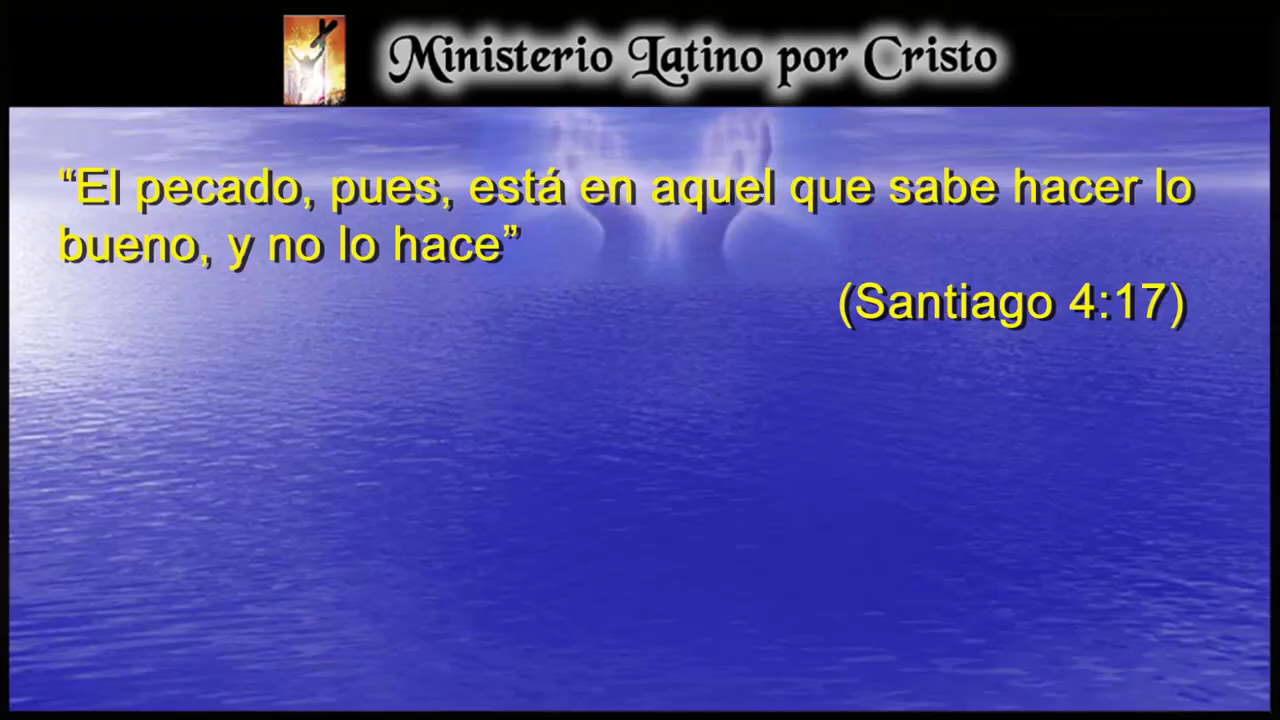 Ministerio Latino por Cristo
“El pecado, pues, está en aquel que sabe hacer lo
bueno, y no lo hace”
(Santiago 4:17)